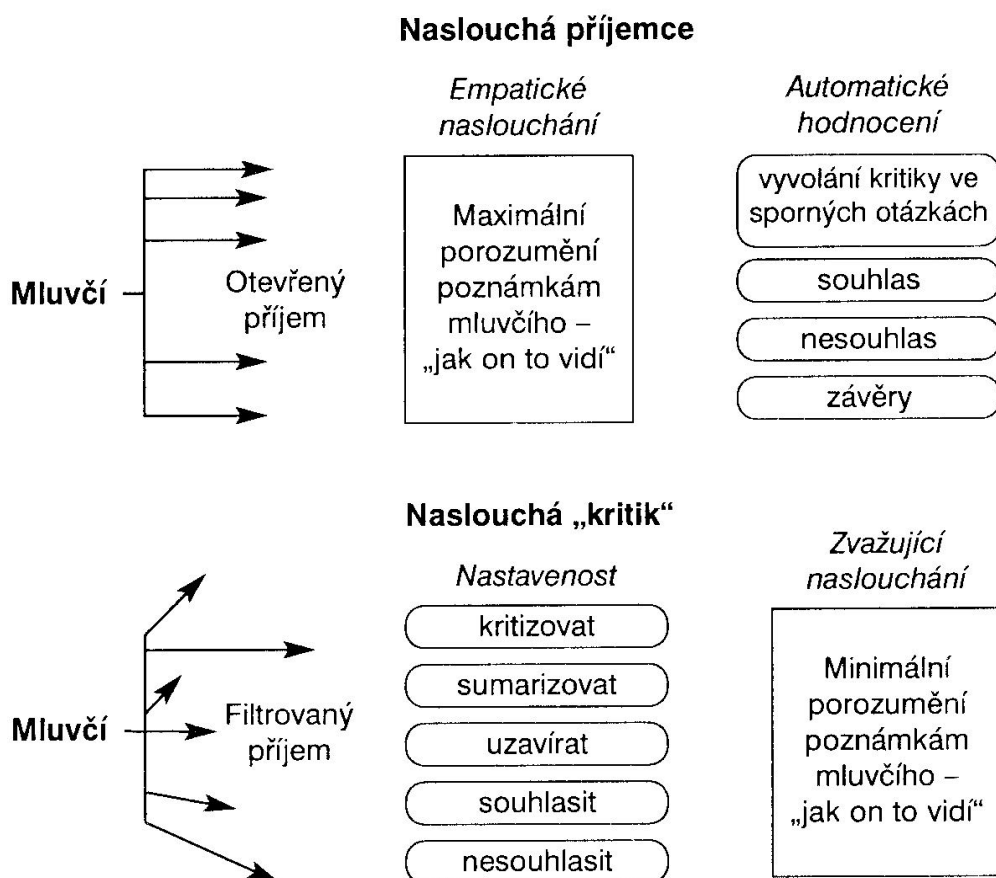 Naslouchá příjemce
Empatické
naslouchání
Automatické
hodnocení
Mluvčí
Otevřený
příjem
Maximální
porozumění
poznámkám
mluvčího –
„jak on to vidí“
vyvolání kritiky ve
sporných otázkách
souhlas
nesouhlas
závěry
Naslouchá „kritik“
Nastavenost
Zvažující
naslouchání
Mluvčí
Filtrovaný
příjem
kritizovat
sumarizovat
uzavírat
souhlasit
nesouhlasit
Minimální
porozumění
poznámkám
mluvčího –
„jak on to vidí“